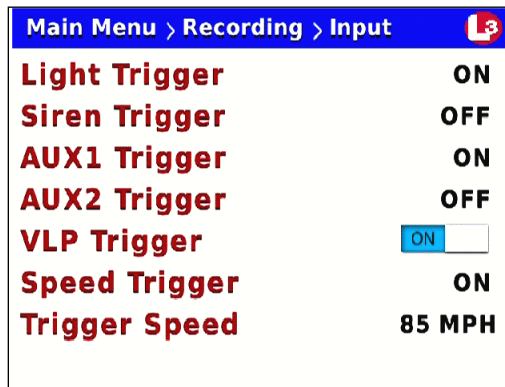 Main Menu > Recording > Input L3
Light Trigger ON
Siren Trigger OFF
AUX1 Trigger ON
AUX2 Trigger OFF
VLP Trigger ON
Speed Trigger ON
Trigger Speed 85 MPH